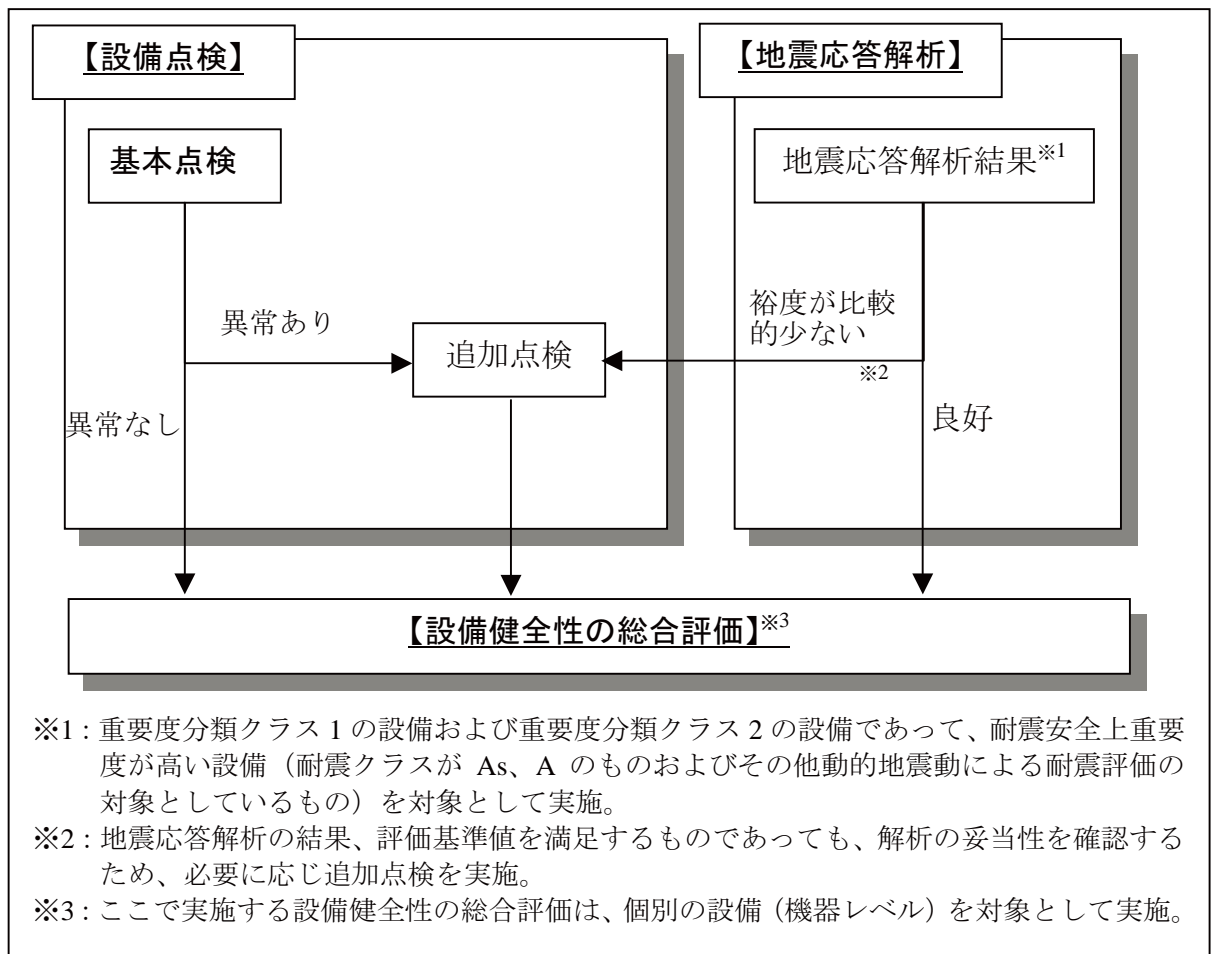 【設備点検】
【地震応答解析】
基本点検
地震応答解析結果※1
異常あり
追加点検
裕度が比較
的少ない
※2
異常なし
良好
【設備健全性の総合評価】※3
※1：重要度分類クラス 1 の設備および重要度分類クラス 2 の設備であって、耐震安全上重要
度が高い設備（耐震クラスが As、A のものおよびその他動的地震動による耐震評価の
対象としているもの）を対象として実施。
※2：地震応答解析の結果、評価基準値を満足するものであっても、解析の妥当性を確認する
ため、必要に応じ追加点検を実施。
※3：ここで実施する設備健全性の総合評価は、個別の設備（機器レベル）を対象として実施。